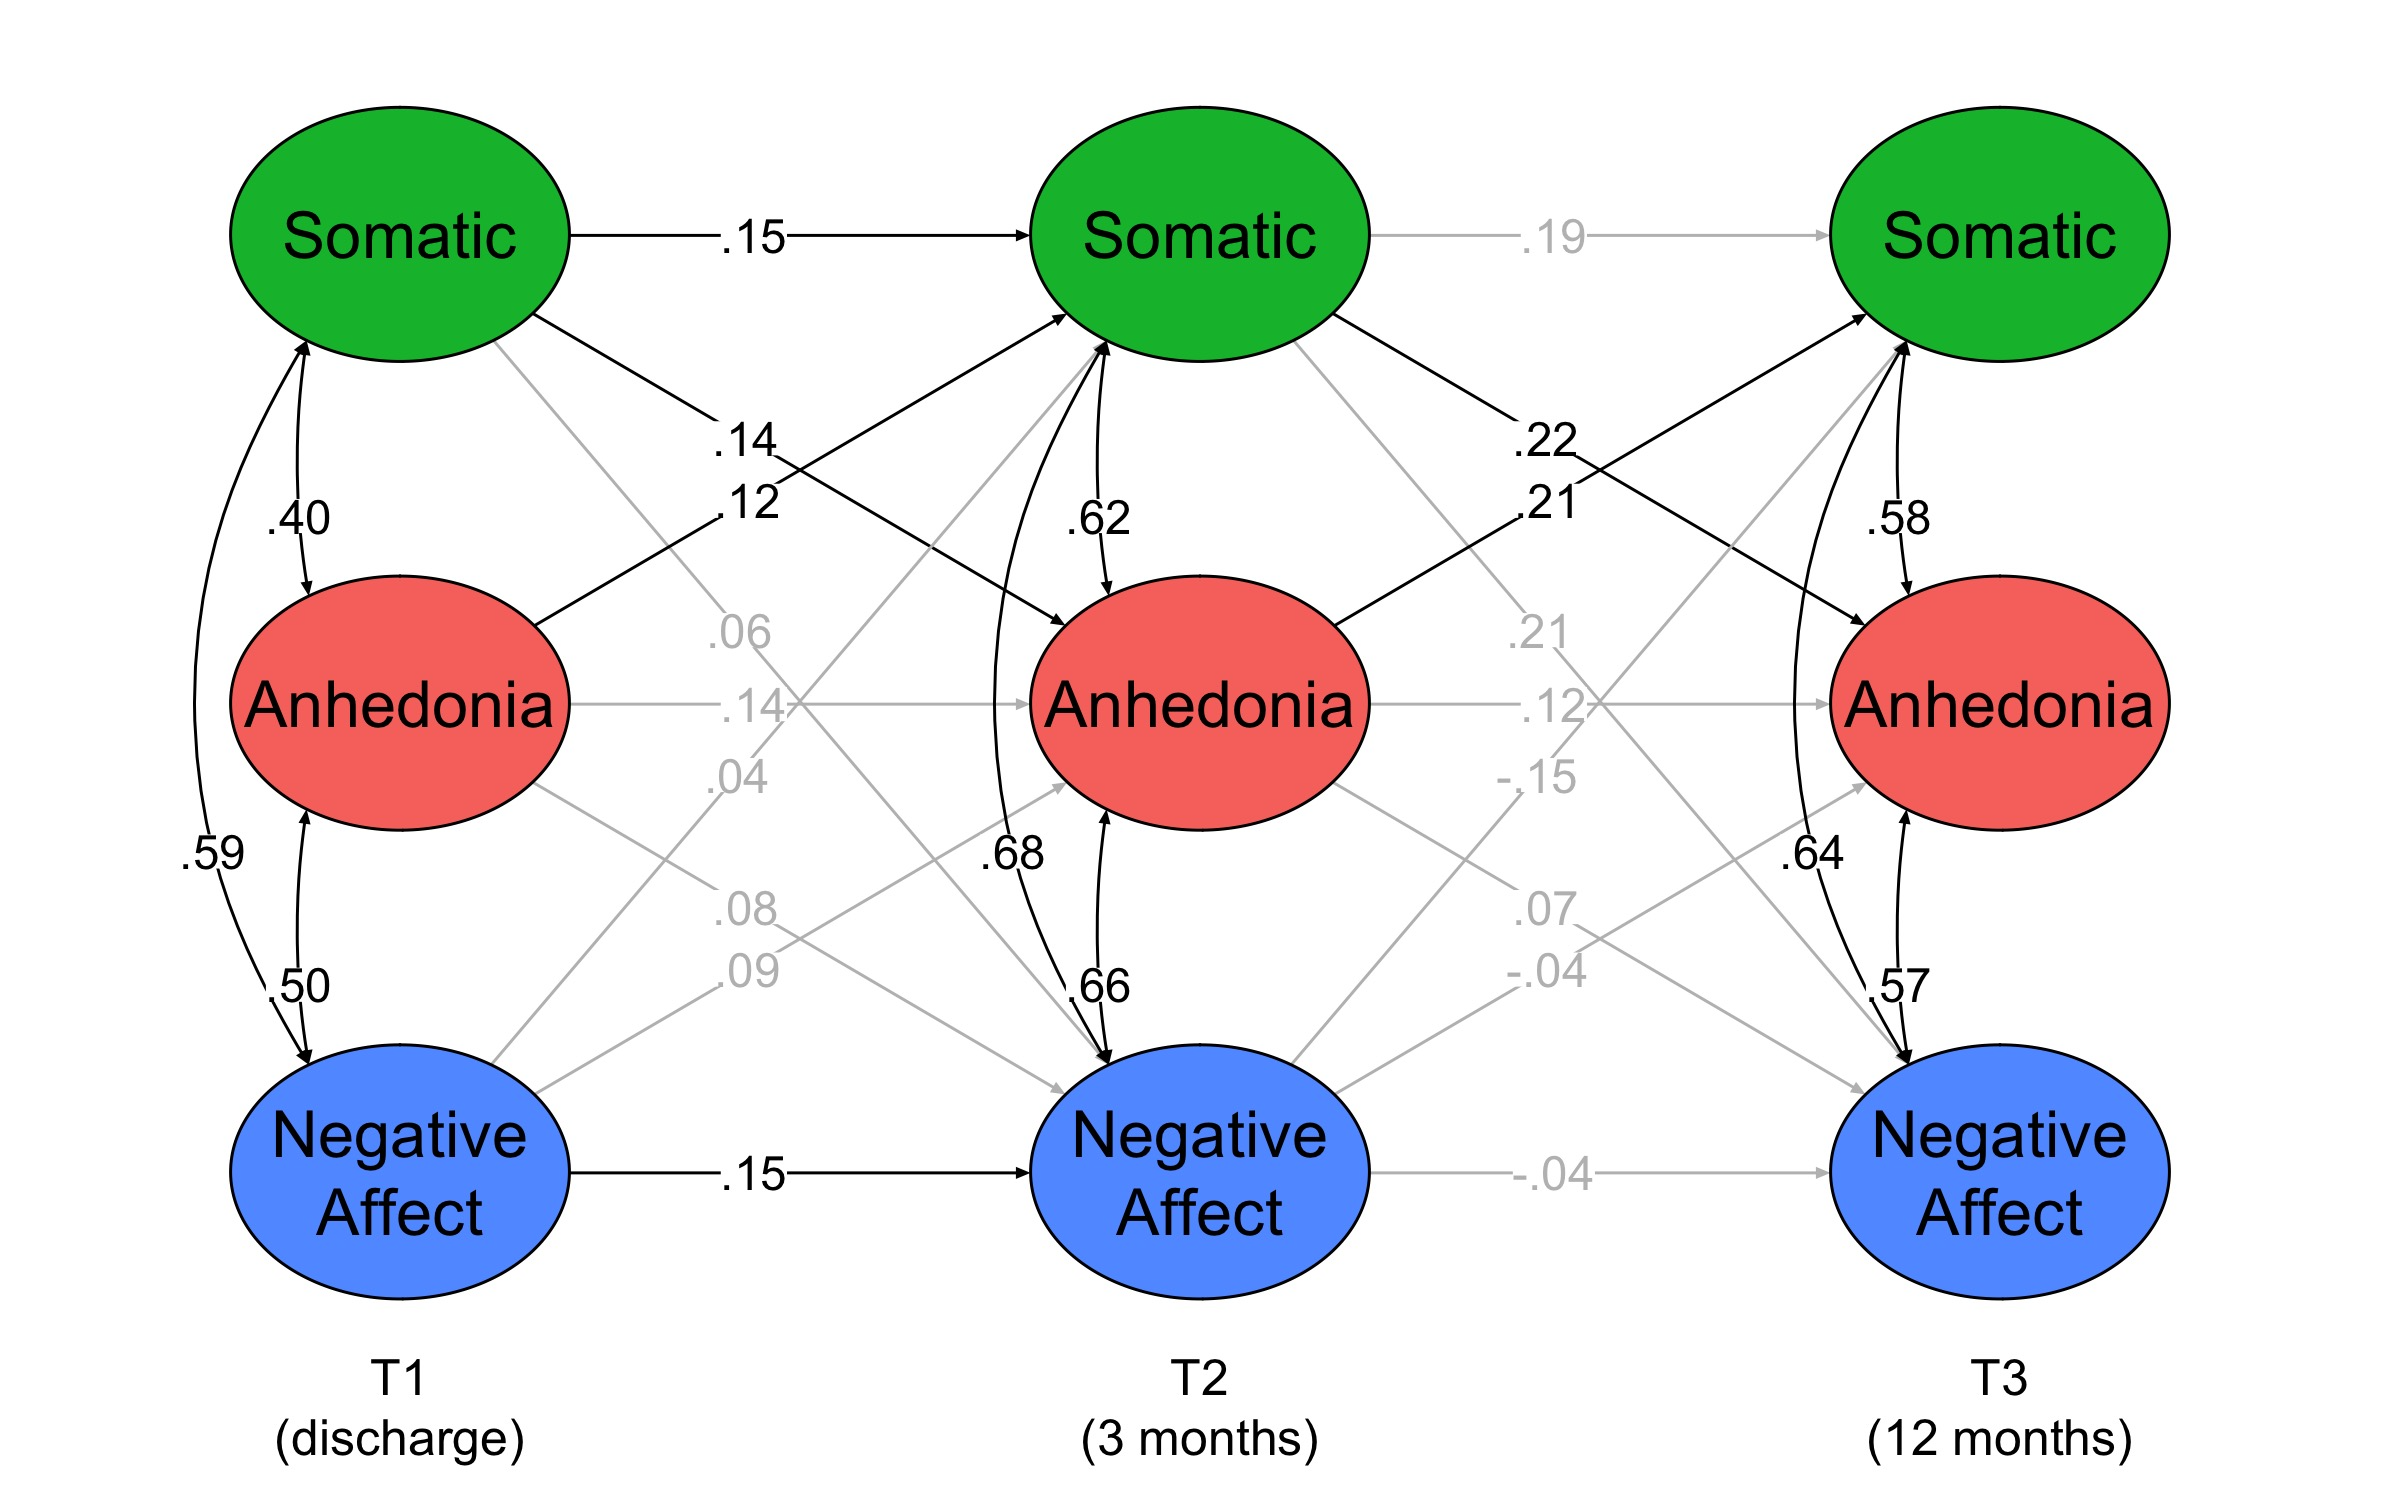 Somatic
.15
Somatic
.19
Somatic
.14
.22
.12
.21
.40
.62
.58
.06
.21
Anhedonia
.14
Anhedonia
.12
Anhedonia
.04
-.15
.59
.68
.64
.08
.07
.09
-.04
.50
.66
.57
Negative
Affect
.15
Negative
Affect
-.04
Negative
Affect
T1
(discharge)
T2
(3 months)
T3
(12 months)